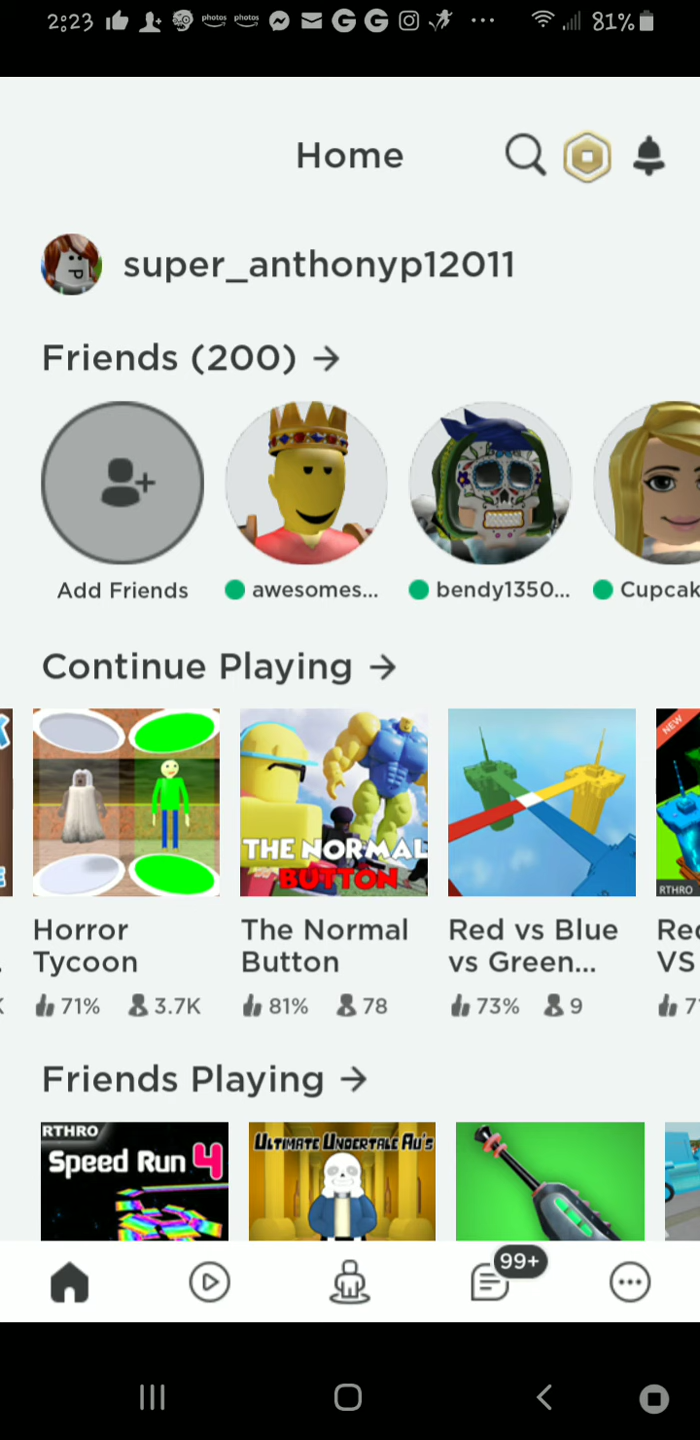 2:23
photos
photos
81%
Home
super_anthonyp12011
Friends (200)
Add Friends
awesomes...
bendy1350...
Cupcak
Continue Playing
THE NORMAL
BUTTON
NEW
RTHRO
Horror
Tycoon
71%
3.7K
The Normal
Button
81%
78
Red vs Blue
vs Green...
73%
9
VS
Friends Playing
RTHRO
Speed Run 4
ULTIMATE UNDERTALE AU'S
99+